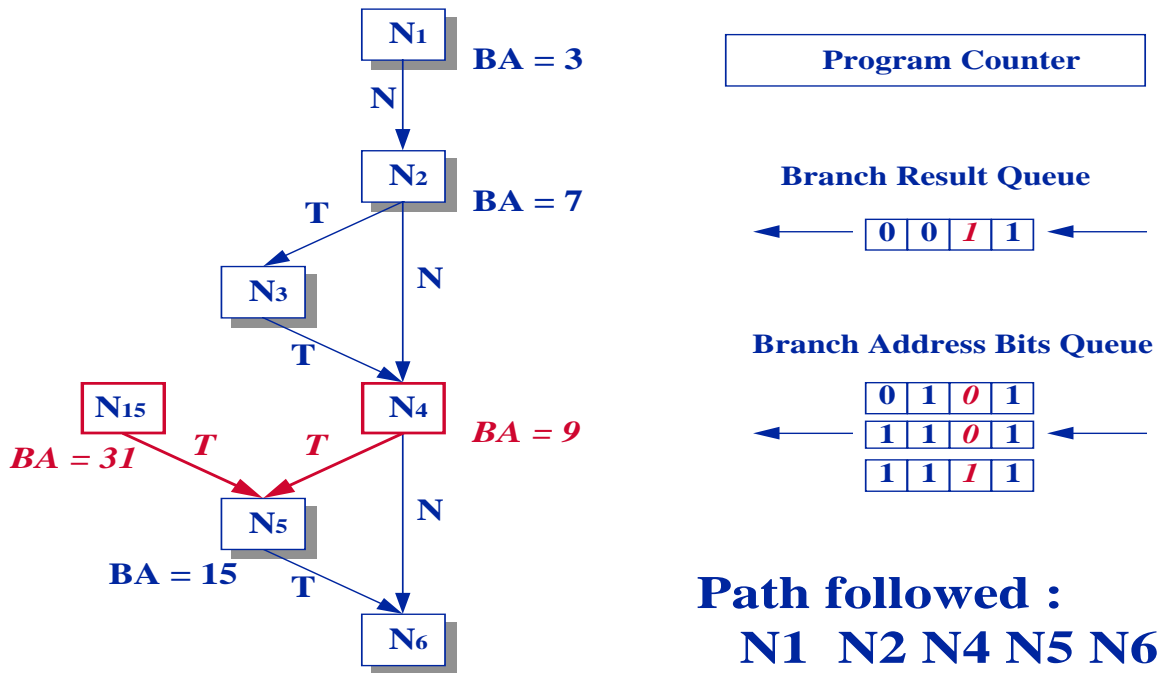 N1
BA = 3
N
N2
BA = 7
T
N
N3
T
N15
N4
BA = 31
T
T
BA = 9
N5
N
BA = 15
T
N6
Program Counter
Branch Result Queue
0 0 1 1
Branch Address Bits Queue
0 1 0 1
1 1 0 1
1 1 1 1
Path followed :
N1 N2 N4 N5 N6